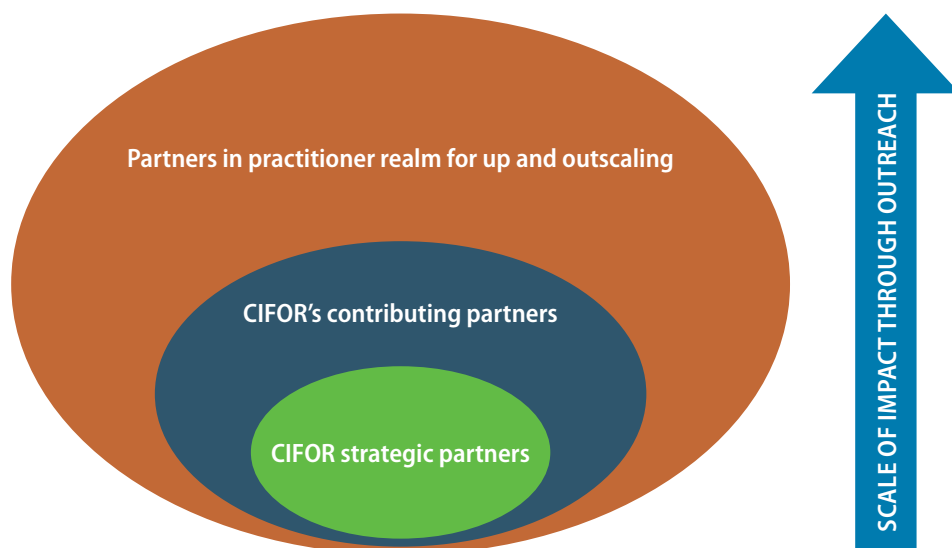 Partners in practitioner realm for up and outscaling
CIFOR’s contributing partners
CIFOR strategic partners
SCALE OF IMPACT THROUGH OUTREACH